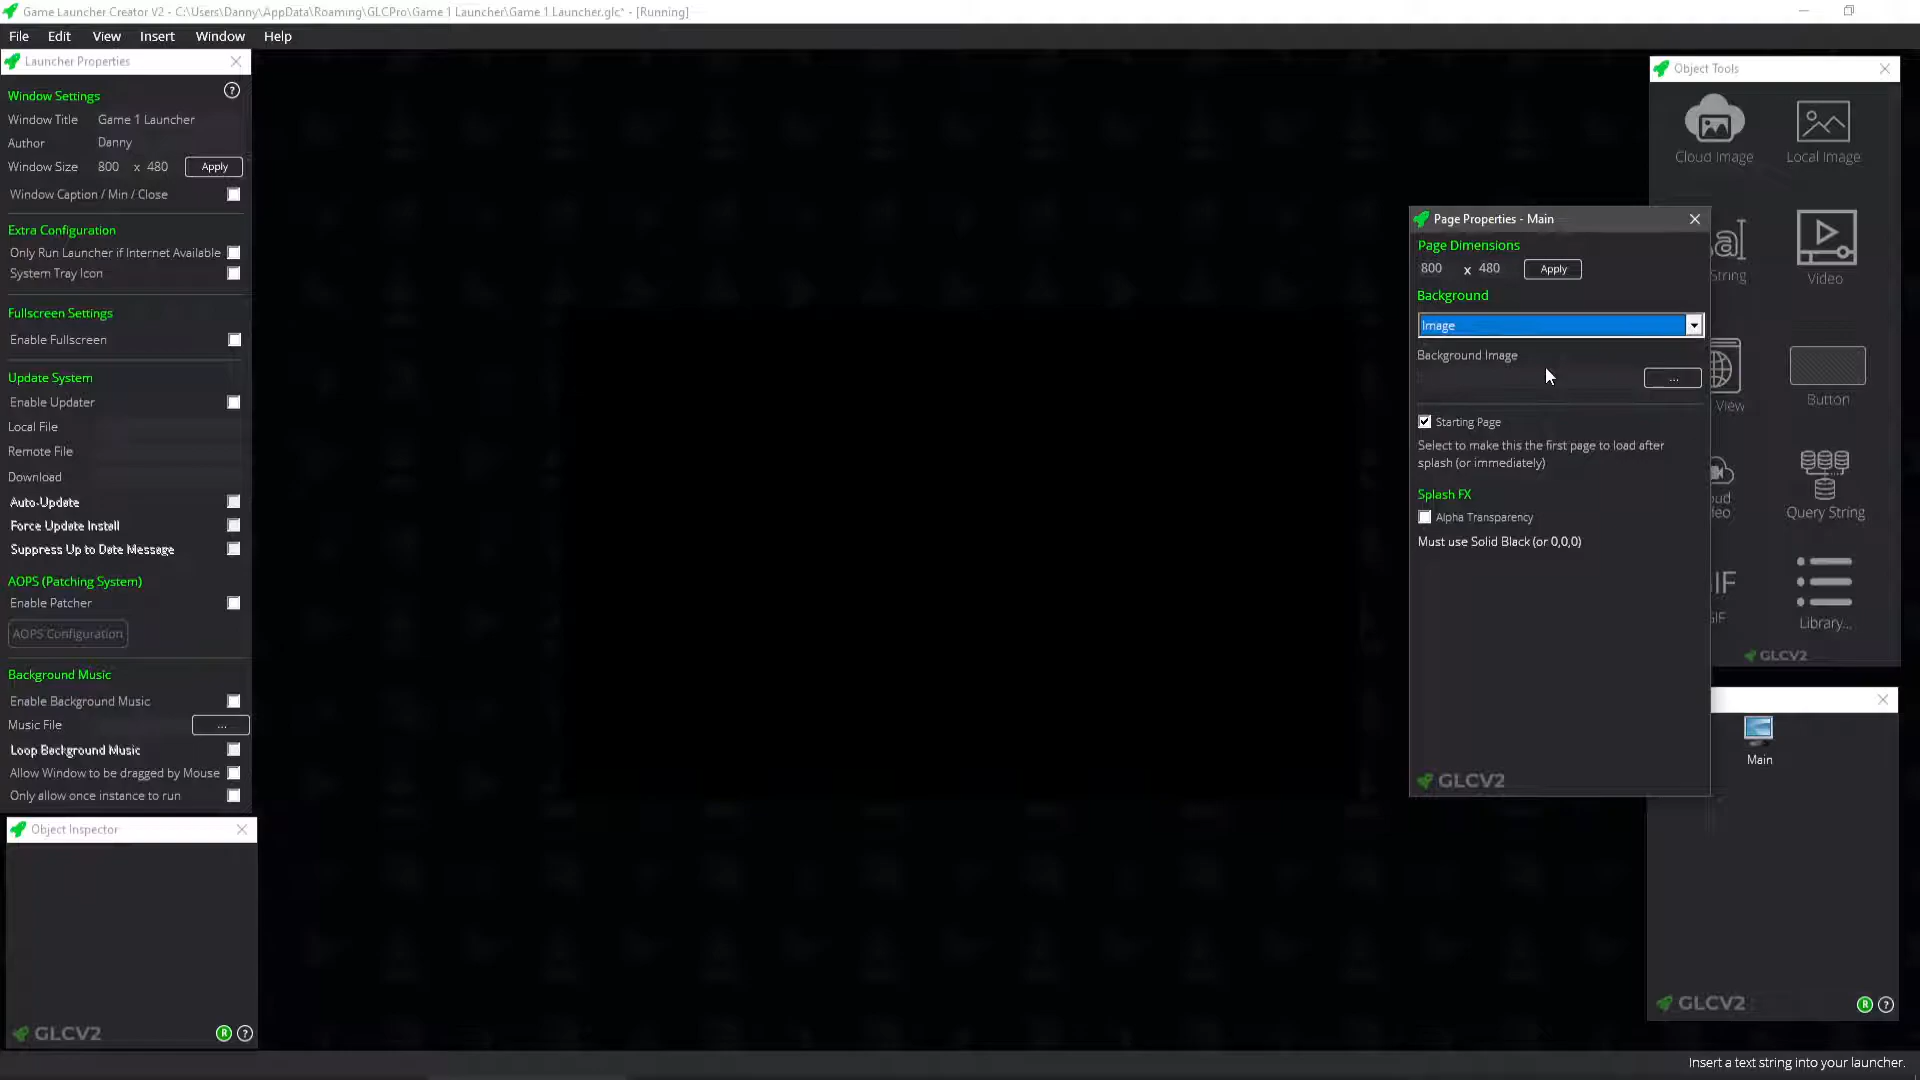 Game Launcher Creator V2 - C:\Users\Danny\AppData\Roaming\GLCPro\Game 1 Launcher\Game 1 Launcher.glc* - [Running]
File Edit View Insert Window Help
Launcher Properties
Window Settings ?
Window Title Game 1 Launcher
Author Danny
Window Size 800 x 480 Apply
Window Caption / Min / Close
Extra Configuration
Only Run Launcher if Internet Available
System Tray Icon
Fullscreen Settings
Enable Fullscreen
Update System
Enable Updater
Local File
Remote File
Download
Auto-Update
Force Update Install
Suppress Up to Date Message
AOPS (Patching System)
Enable Patcher
AOPS Configuration
Background Music
Enable Background Music
Music File ...
Loop Background Music
Allow Window to be dragged by Mouse
Only allow once instance to run
Object Inspector
GLCV2 R ?
Page Properties - Main
Page Dimensions
800 x 480 Apply
Background
Image
Background Image
...
Starting Page
Select to make this the first page to load after
splash (or immediately)
Splash FX
Alpha Transparency
Must use Solid Black (or 0,0,0)
GLCV2
Object Tools
Cloud Image Local Image
String Video
View Button
Query String
Library...
GLCV2
Main
GLCV2 R ?
Insert a text string into your launcher.